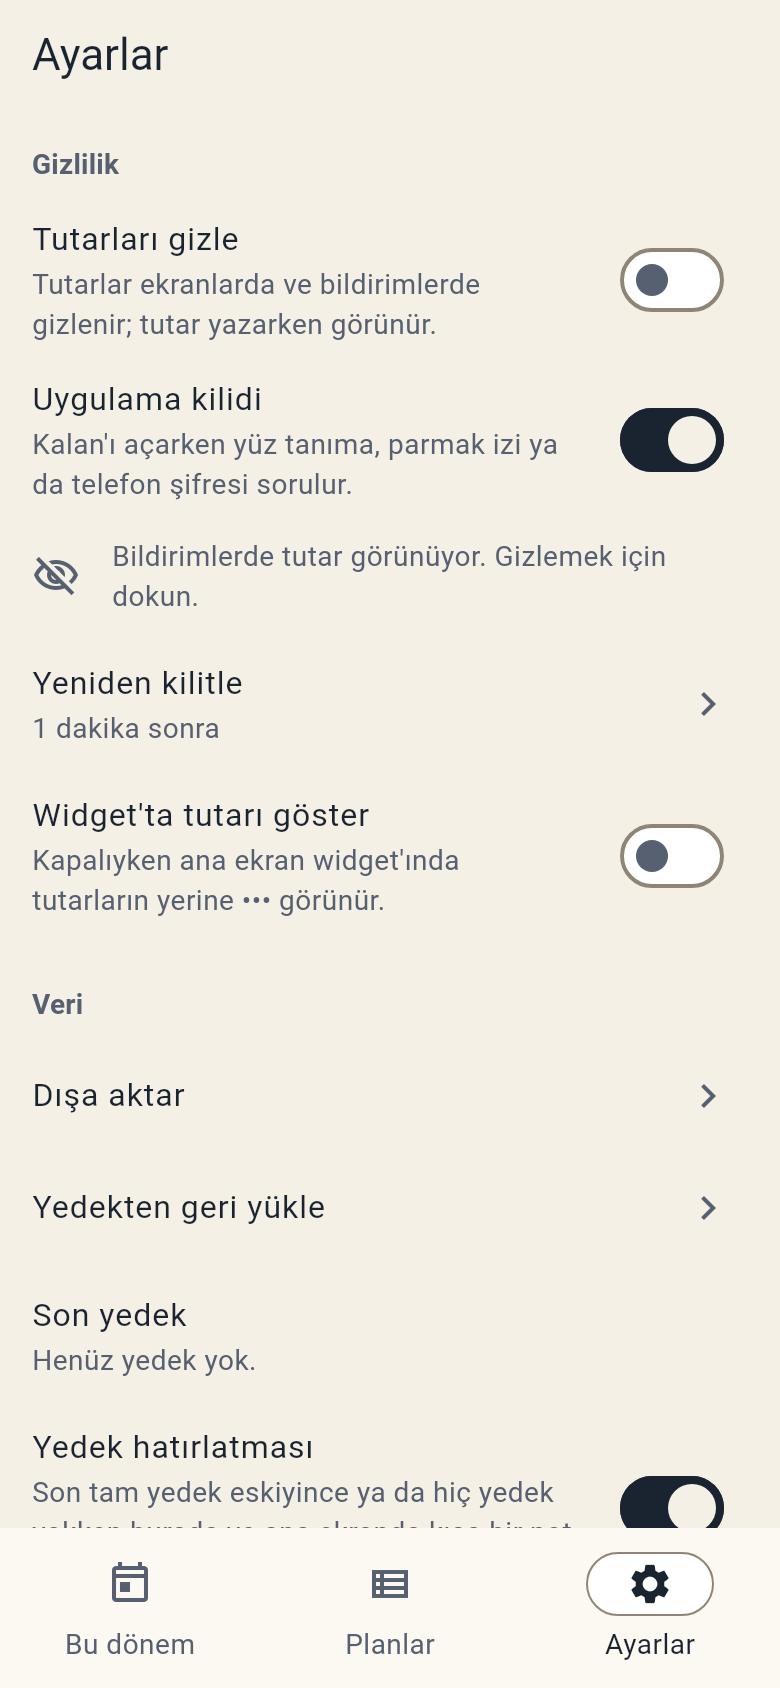 Ayarlar
Gizlilik
Tutarları gizle
Tutarlar ekranlarda ve bildirimlerde
gizlenir; tutar yazarken görünür.
Uygulama kilidi
Kalan'ı açarken yüz tanıma, parmak izi ya
da telefon şifresi sorulur.
Bildirimlerde tutar görünüyor. Gizlemek için
dokun.
Yeniden kilitle
1 dakika sonra
Widget'ta tutarı göster
Kapalıyken ana ekran widget'ında
tutarların yerine ••• görünür.
Veri
Dışa aktar
Yedekten geri yükle
Son yedek
Henüz yedek yok.
Yedek hatırlatması
Son tam yedek eskiyince ya da hiç yedek
Bu dönem
Planlar
Ayarlar